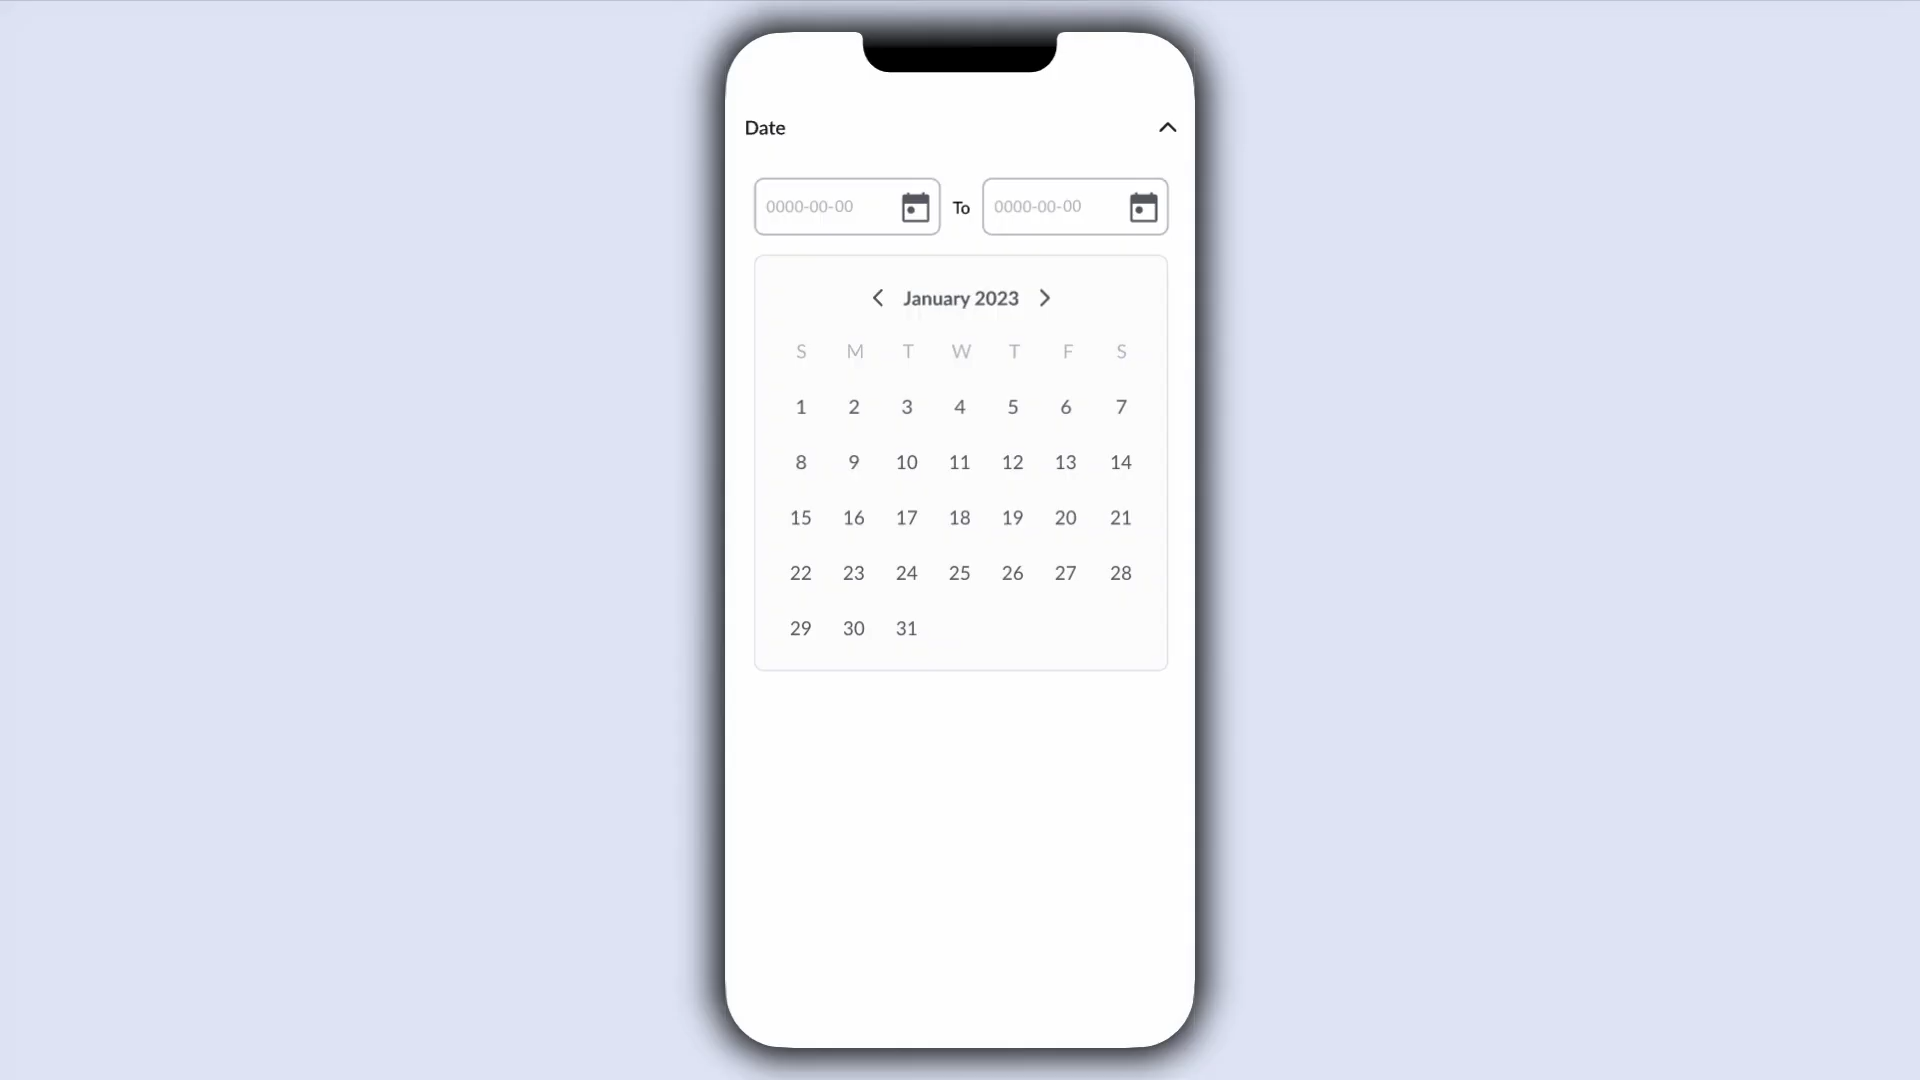 Date
0000-00-00 To 0000-00-00
January 2023
S M T W T F S
1 2 3 4 5 6 7
8 9 10 11 12 13 14
15 16 17 18 19 20 21
22 23 24 25 26 27 28
29 30 31